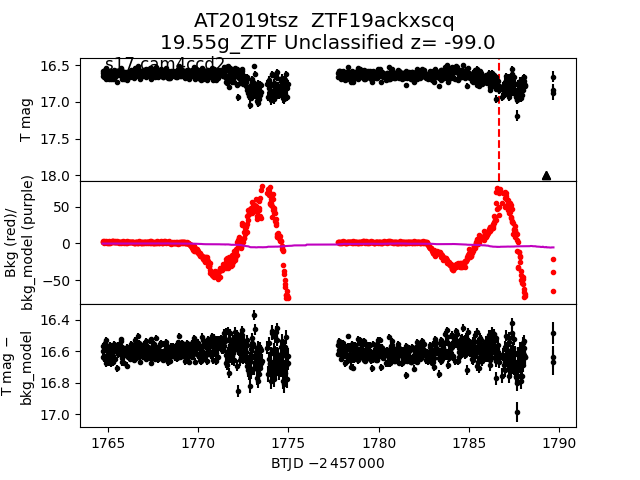 AT2019tsz  ZTF19ackxscq
19.55g_ZTF Unclassified z= -99.0
s17 cam4ccd2
16.5
17.0
17.5
18.0
T mag
50
0
−50
Bkg (red)/
bkg_model (purple)
16.4
16.6
16.8
17.0
T mag −
bkg_model
1765 1770 1775 1780 1785 1790
BTJD −2 457 000